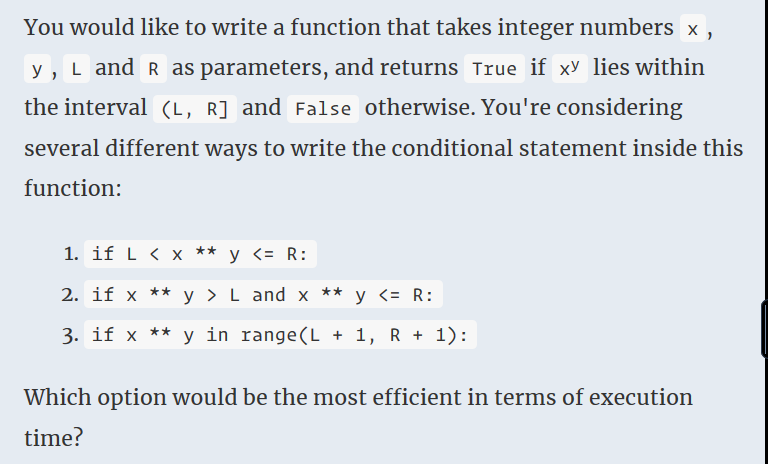 You would like to write a function that takes integer numbers x ,
y , L and R as parameters, and returns True if xʸ lies within
the interval (L, R] and False otherwise. You're considering
several different ways to write the conditional statement inside this
function:
1. if L < x ** y <= R:
2. if x ** y > L and x ** y <= R:
3. if x ** y in range(L + 1, R + 1):
Which option would be the most efficient in terms of execution
time?